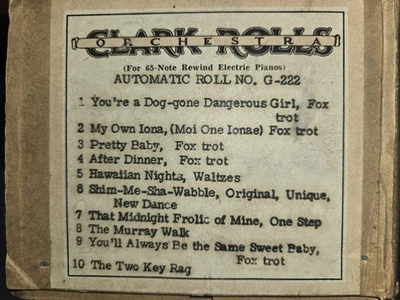 CLARK ROLLS
ORCHESTRA
(For 65-Note Rewind Electric Pianos)
AUTOMATIC ROLL NO. G-222
1 You're a Dog-gone Dangerous Girl, Fox
trot
2 My Own Iona, (Moi One Ionae) Fox trot
3 Pretty Baby, Fox trot
4 After Dinner, Fox trot
5 Hawaiian Nights, Waltzes
6 Shim-Me-Sha-Wabble, Original, Unique,
New Dance
7 That Midnight Frolic of Mine, One Step
8 The Murray Walk
9 You'll Always Be the Same Sweet Baby,
Fox trot
10 The Two Key Rag